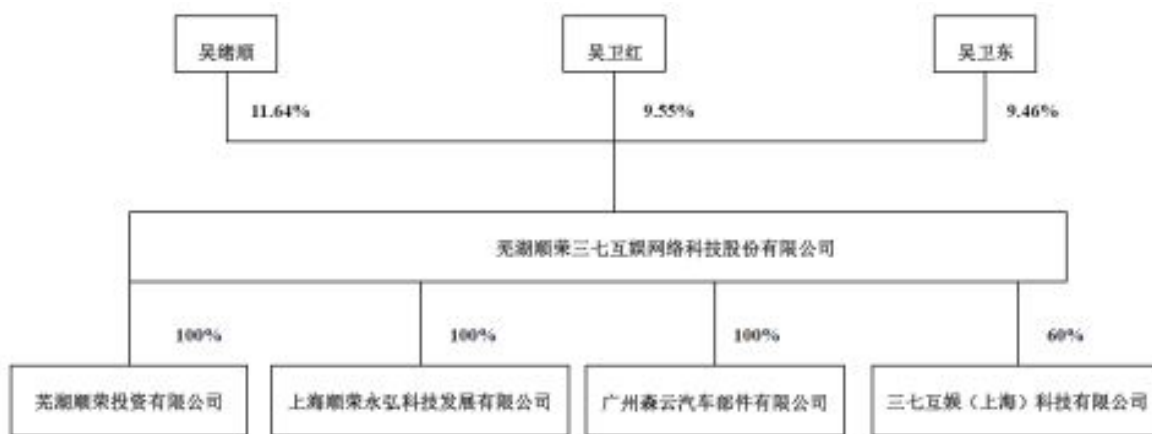 吴绪顺
吴卫红
吴卫东
11.64%
9.55%
9.46%
芜湖顺荣三七互娱网络科技股份有限公司
100%
100%
100%
60%
芜湖顺荣投资有限公司
上海顺荣永弘科技发展有限公司
广州森云汽车部件有限公司
三七互娱（上海）科技有限公司